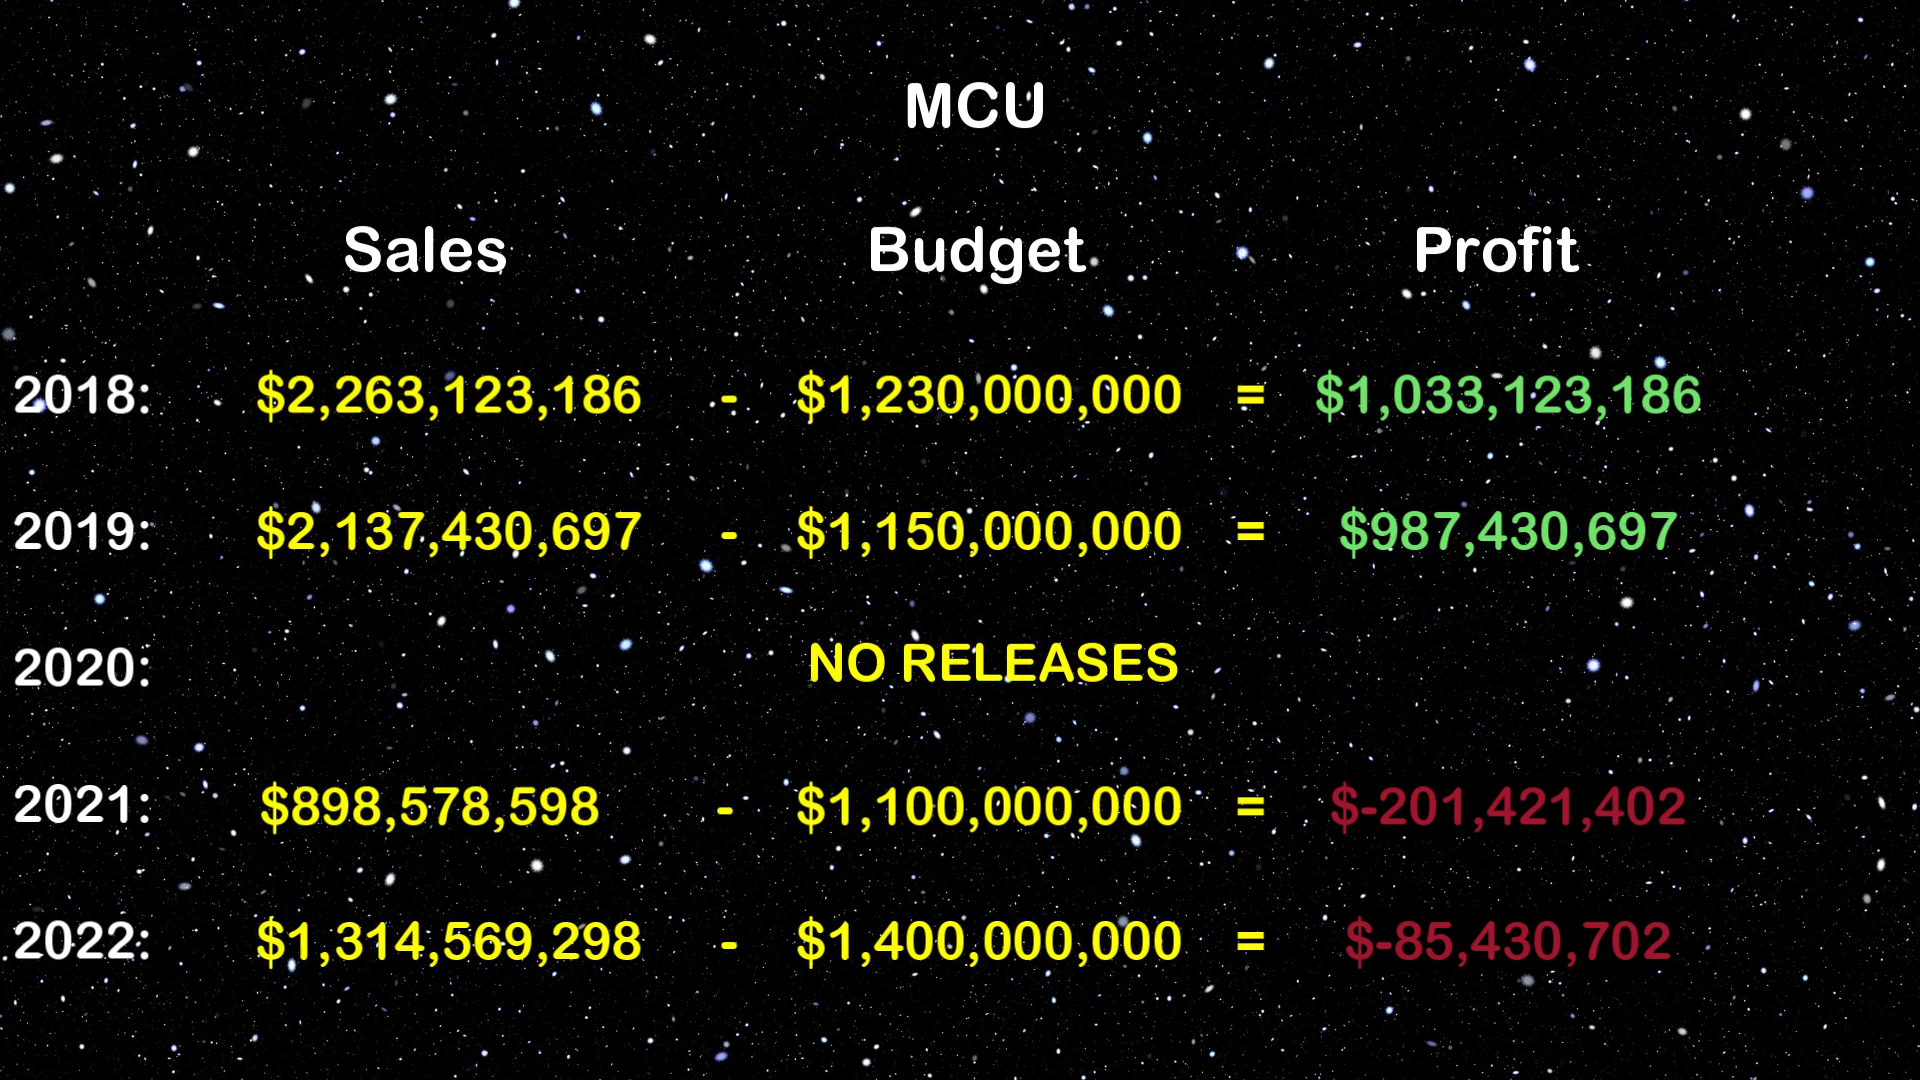 MCU
Sales Budget Profit
2018: $2,263,123,186 - $1,230,000,000 = $1,033,123,186
2019: $2,137,430,697 - $1,150,000,000 = $987,430,697
2020: NO RELEASES
2021: $898,578,598 - $1,100,000,000 = $-201,421,402
2022: $1,314,569,298 - $1,400,000,000 = $-85,430,702